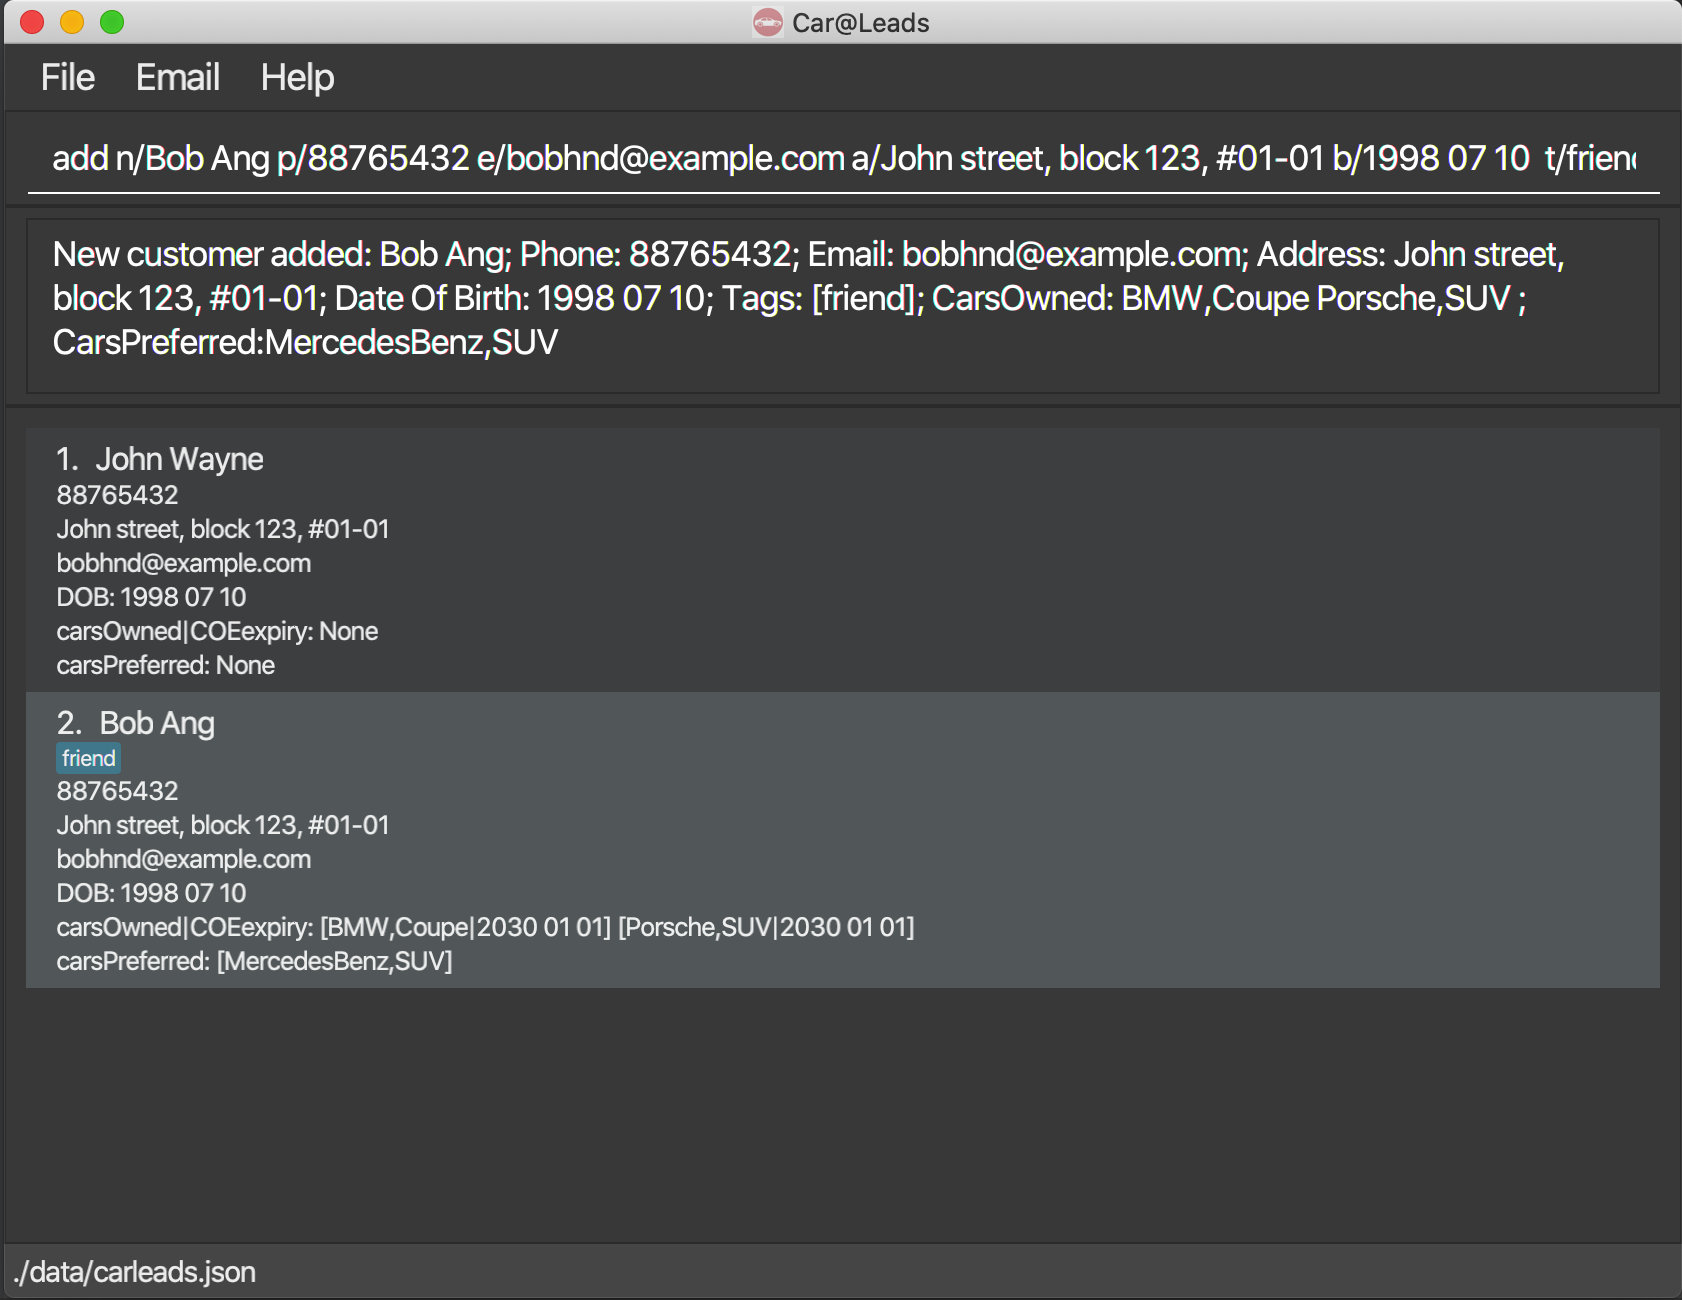 Car@Leads
File Email Help
add n/Bob Ang p/88765432 e/bobhnd@example.com a/John street, block 123, #01-01 b/1998 07 10  t/frien
New customer added: Bob Ang; Phone: 88765432; Email: bobhnd@example.com; Address: John street,
block 123, #01-01; Date Of Birth: 1998 07 10; Tags: [friend]; CarsOwned: BMW,Coupe Porsche,SUV ;
CarsPreferred:MercedesBenz,SUV
1. John Wayne
88765432
John street, block 123, #01-01
bobhnd@example.com
DOB: 1998 07 10
carsOwned|COEexpiry: None
carsPreferred: None
2. Bob Ang
friend
88765432
John street, block 123, #01-01
bobhnd@example.com
DOB: 1998 07 10
carsOwned|COEexpiry: [BMW,Coupe|2030 01 01] [Porsche,SUV|2030 01 01]
carsPreferred: [MercedesBenz,SUV]
./data/carleads.json